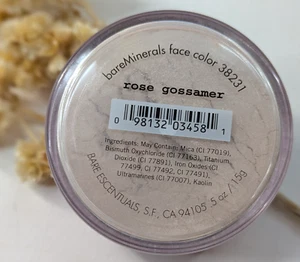 bareMinerals face color 38231
rose gossamer
0 98132 03458 1
Ingredients: May Contain: Mica (CI 77019),
Bismuth Oxychloride (CI 77163), Titanium
Dioxide (CI 77891), Iron Oxides (CI
77499, CI 77492, CI 77491),
Ultramarines (CI 77007), Kaolin
BARE ESCENTUALS, S.F., CA 94105 .5 oz /15g